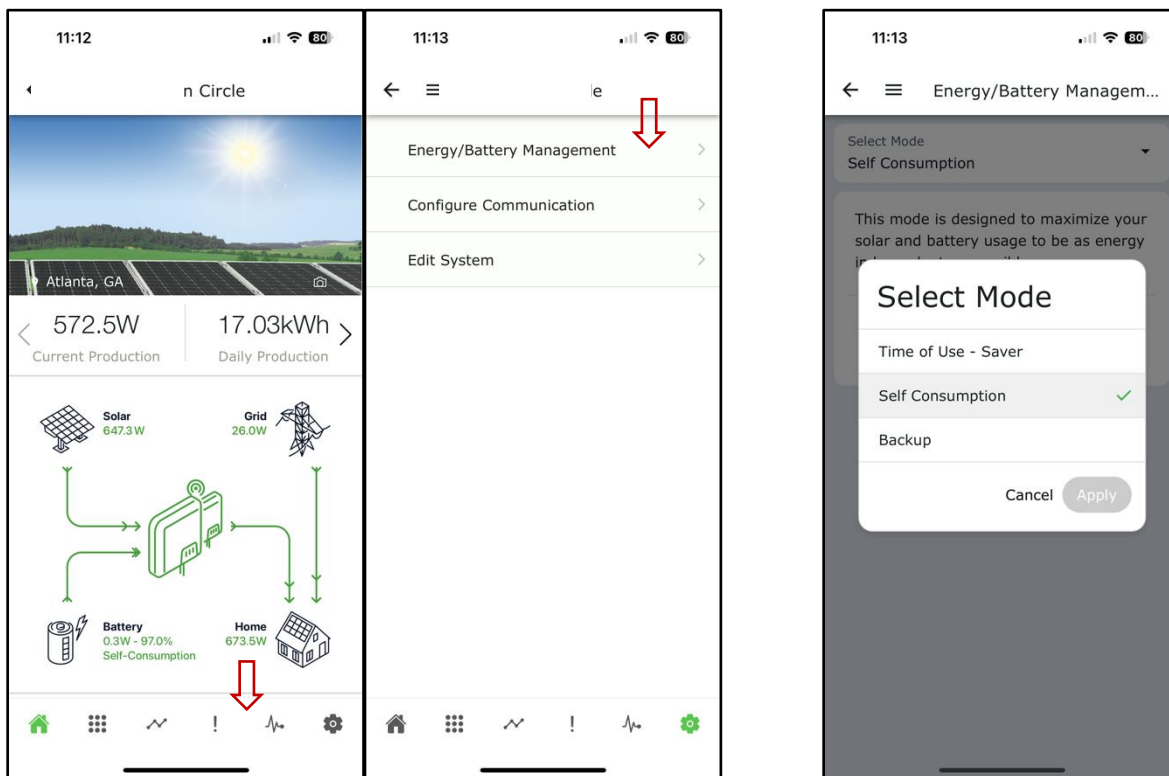 11:12
80
n Circle
Atlanta, GA
572.5W
Current Production
17.03kWh
Daily Production
Solar
647.3 W
Grid
26.0W
Battery
0.3W - 97.0%
Self-Consumption
Home
673.5W
11:13
80
Energy/Battery Management
Configure Communication
Edit System
11:13
80
Energy/Battery Managem...
Select Mode
Self Consumption
This mode is designed to maximize your
solar and battery usage to be as energy
Select Mode
Time of Use - Saver
Self Consumption
Backup
Cancel
Apply